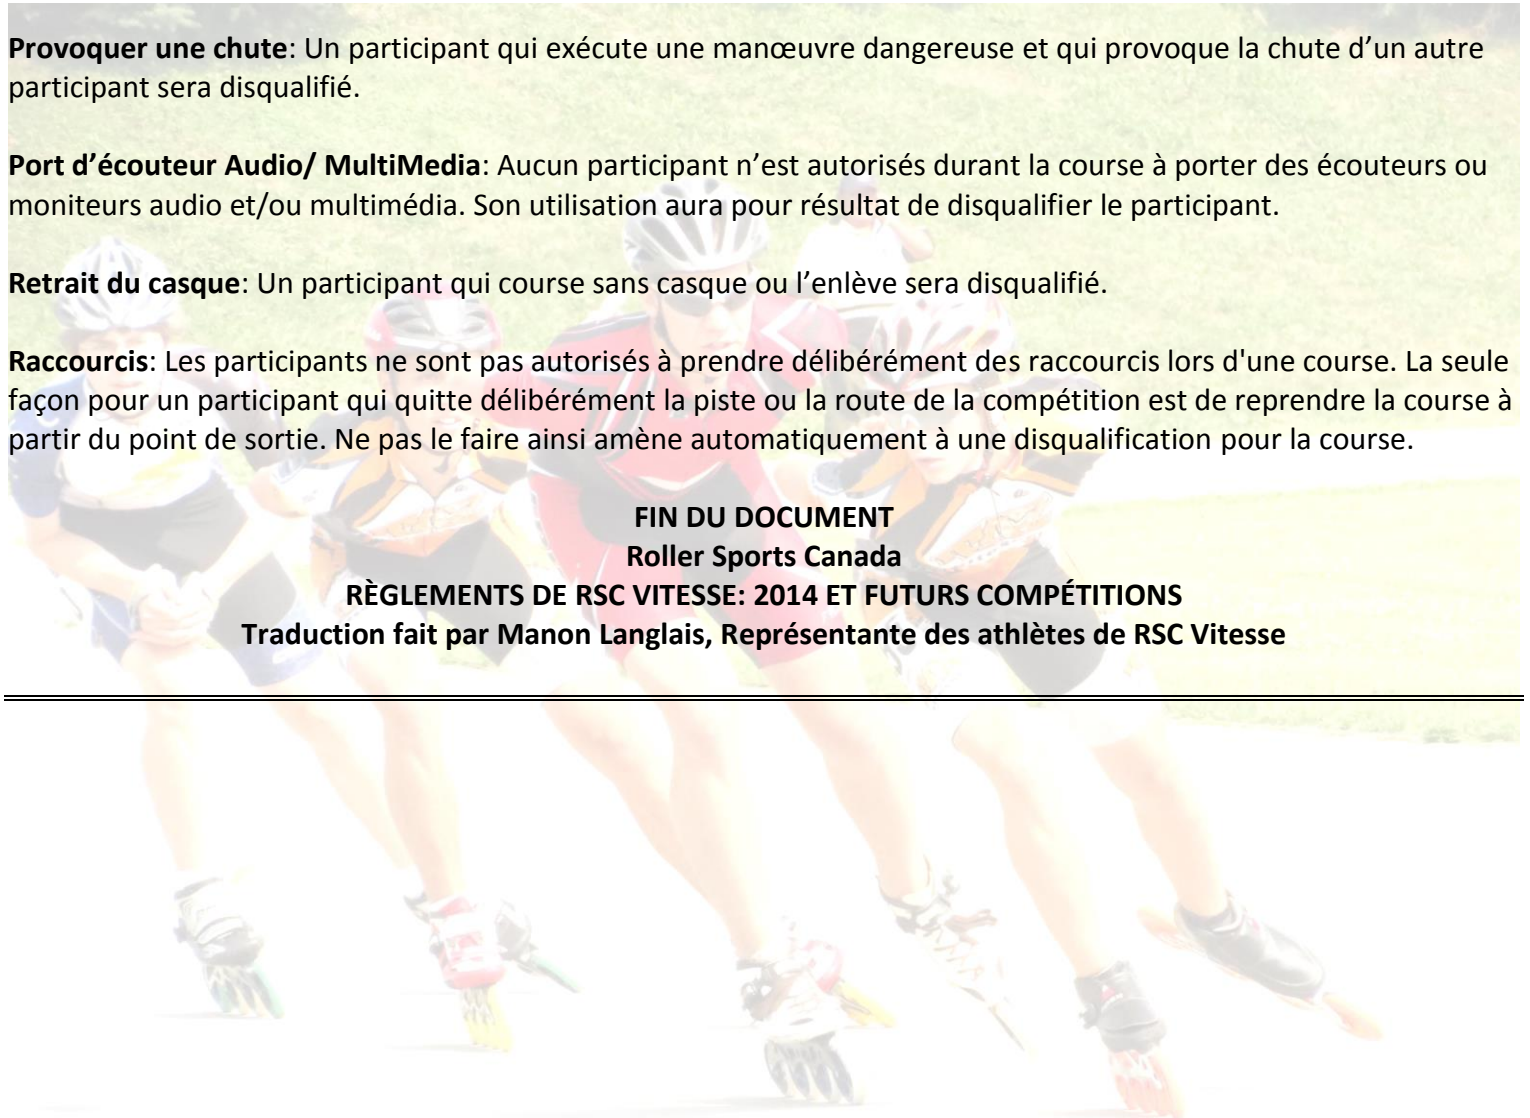 Provoquer une chute: Un participant qui exécute une manœuvre dangereuse et qui provoque la chute d’un autre
participant sera disqualifié.
Port d’écouteur Audio/ MultiMedia: Aucun participant n’est autorisés durant la course à porter des écouteurs ou
moniteurs audio et/ou multimédia. Son utilisation aura pour résultat de disqualifier le participant.
Retrait du casque: Un participant qui course sans casque ou l’enlève sera disqualifié.
Raccourcis: Les participants ne sont pas autorisés à prendre délibérément des raccourcis lors d'une course. La seule
façon pour un participant qui quitte délibérément la piste ou la route de la compétition est de reprendre la course à
partir du point de sortie. Ne pas le faire ainsi amène automatiquement à une disqualification pour la course.
FIN DU DOCUMENT
Roller Sports Canada
RÈGLEMENTS DE RSC VITESSE: 2014 ET FUTURS COMPÉTITIONS
Traduction fait par Manon Langlais, Représentante des athlètes de RSC Vitesse